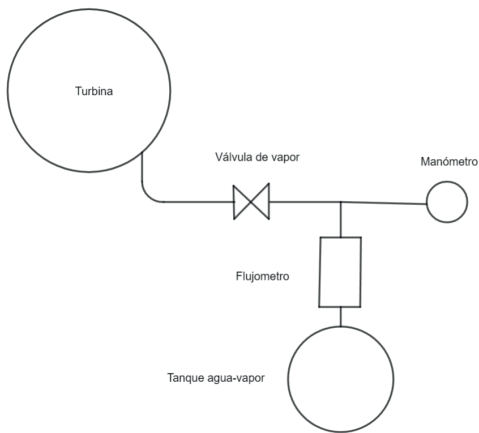 Turbina
Válvula de vapor
Manómetro
Flujometro
Tanque agua-vapor